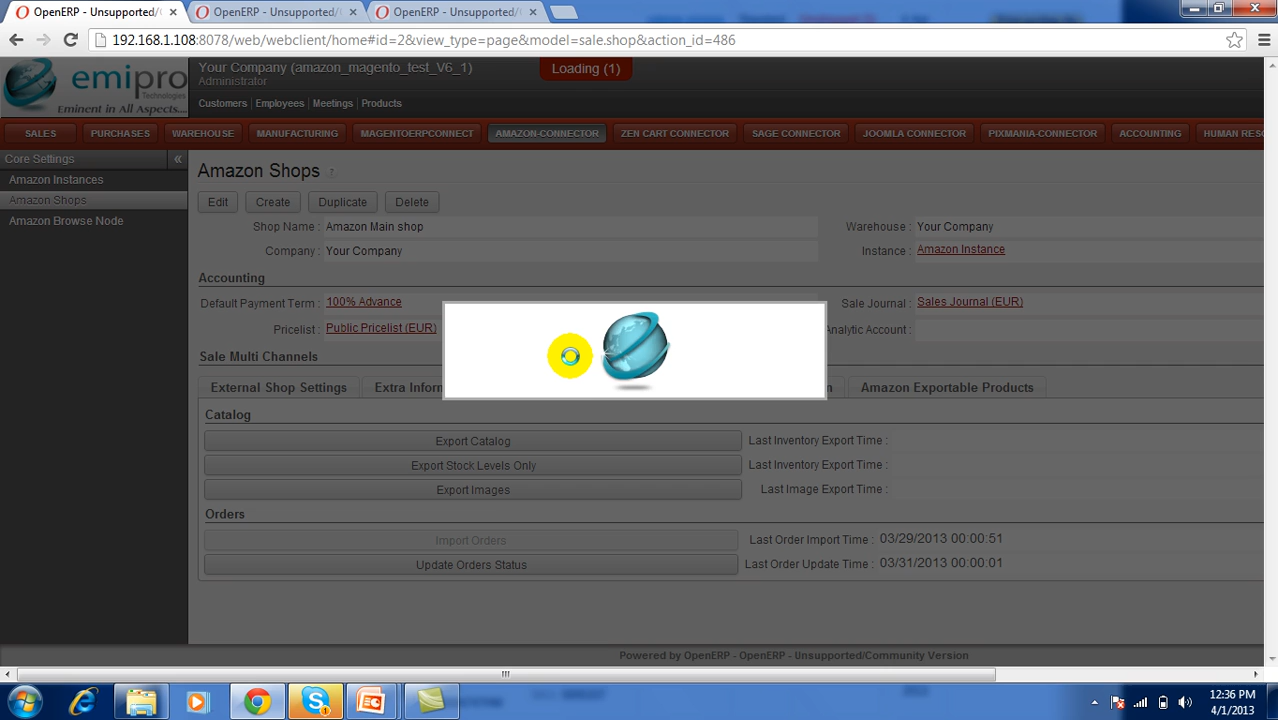 OpenERP - Unsupported/
OpenERP - Unsupported/
OpenERP - Unsupported/
192.168.1.108:8078/web/webclient/home#id=2&view_type=page&model=sale.shop&action_id=486
emipro
Technologies
Eminent in All Aspects....
Your Company (amazon_magento_test_V6_1)
Administrator
Loading (1)
Customers | Employees | Meetings | Products
SALES PURCHASES WAREHOUSE MANUFACTURING MAGENTOERPCONNECT AMAZON-CONNECTOR ZEN CART CONNECTOR SAGE CONNECTOR JOOMLA CONNECTOR PIXMANIA-CONNECTOR ACCOUNTING HUMAN RES
Core Settings «
Amazon Instances
Amazon Shops
Amazon Browse Node
Amazon Shops ?
Edit Create Duplicate Delete
Shop Name : Amazon Main shop Warehouse : Your Company
Company : Your Company Instance : Amazon Instance
Accounting
Default Payment Term : 100% Advance Sale Journal : Sales Journal (EUR)
Pricelist : Public Pricelist (EUR) Analytic Account :
Sale Multi Channels
External Shop Settings Extra Inform n Amazon Exportable Products
Catalog
Export Catalog Last Inventory Export Time :
Export Stock Levels Only Last Inventory Export Time :
Export Images Last Image Export Time :
Orders
Import Orders Last Order Import Time : 03/29/2013 00:00:51
Update Orders Status Last Order Update Time : 03/31/2013 00:00:01
Powered by OpenERP - OpenERP - Unsupported/Community Version
12:36 PM
4/1/2013